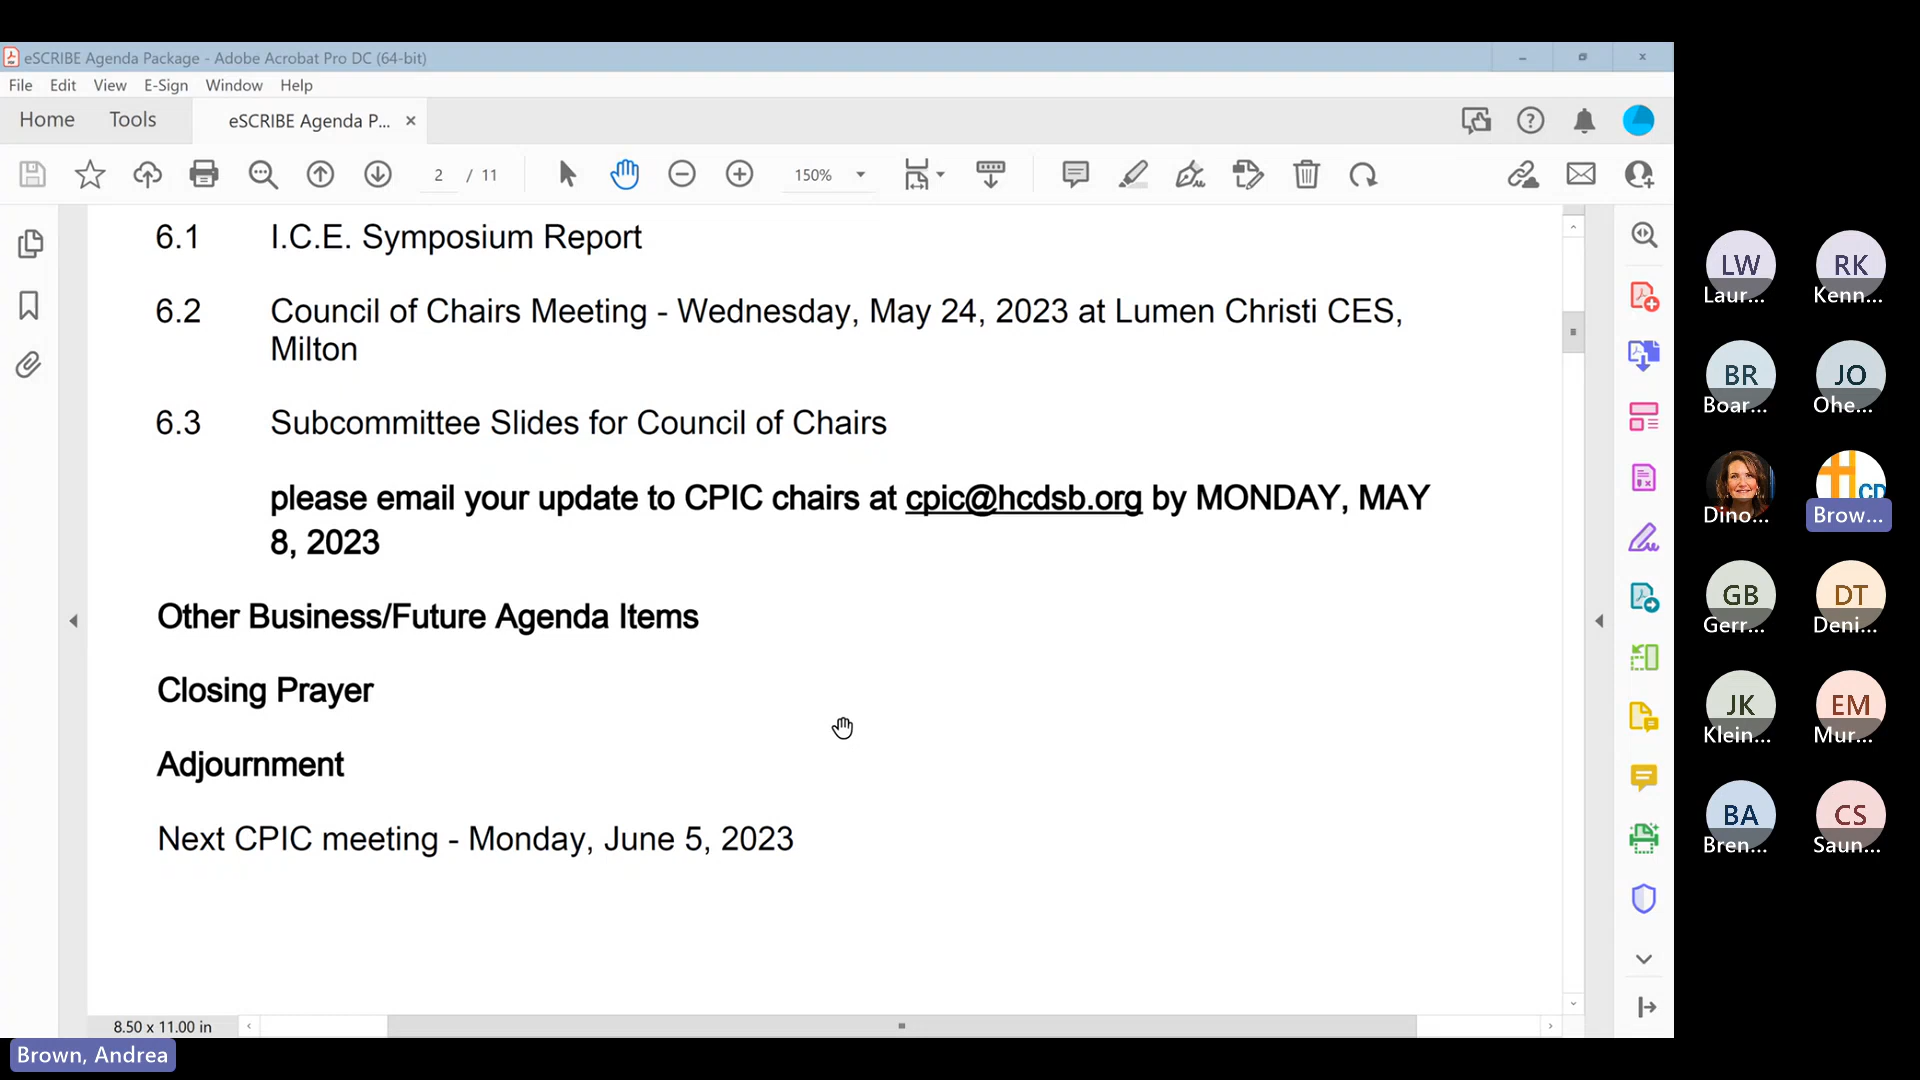 eSCRIBE Agenda Package - Adobe Acrobat Pro DC (64-bit)
File Edit View E-Sign Window Help
Home Tools eSCRIBE Agenda P...
2 / 11 150%
6.1 I.C.E. Symposium Report
6.2 Council of Chairs Meeting - Wednesday, May 24, 2023 at Lumen Christi CES,
Milton
6.3 Subcommittee Slides for Council of Chairs
please email your update to CPIC chairs at cpic@hcdsb.org by MONDAY, MAY
8, 2023
Other Business/Future Agenda Items
Closing Prayer
Adjournment
Next CPIC meeting - Monday, June 5, 2023
8.50 x 11.00 in
Brown, Andrea
LW RK
Laur... Kenn...
BR JO
Boar... Ohe...
CD
Dino... Brow...
GB DT
Gerr... Deni...
JK EM
Klein... Mur...
BA CS
Bren... Saun...